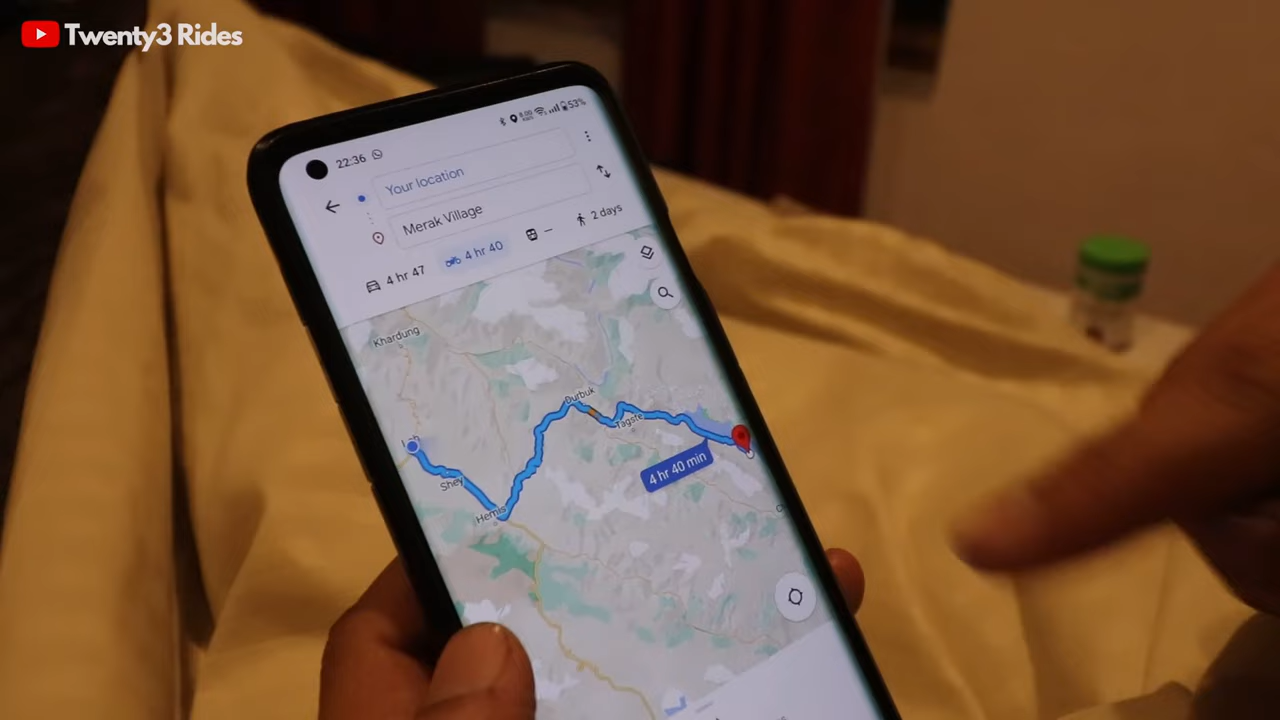 Twenty3 Rides
22:36
53%
Your location
Merak Village
4 hr 47
4 hr 40
2 days
Khardung
Durbuk
Tagste
Leh
Shey
Hemis
4 hr 40 min